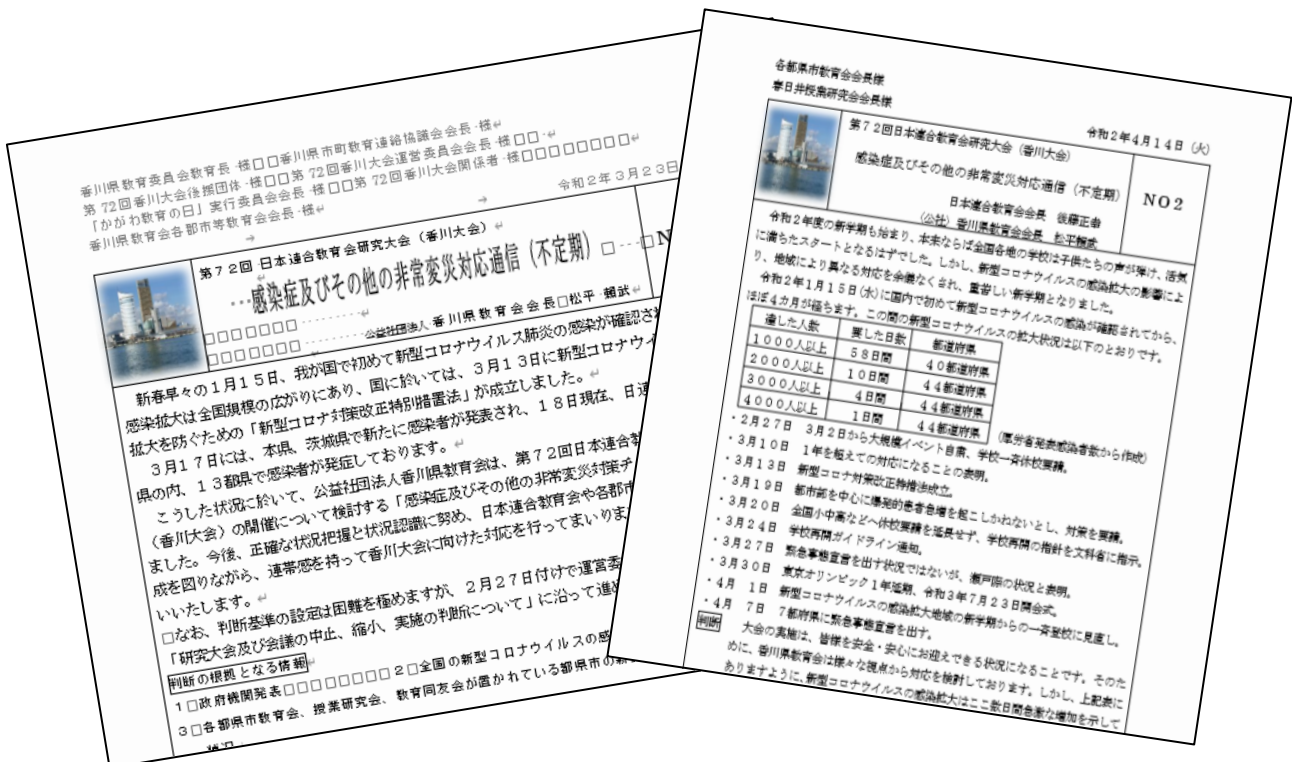 香川県教育委員会教育長 様□□香川県市町教育連絡協議会会長 様
第72回香川大会後援団体 様□□第72回香川大会運営委員会会長 様□□
「かがわ教育の日」実行委員会会長 様□□第72回香川大会関係者 様□□□□□□□□
香川県教育会各郡市等教育会会長 様
令和2年3月23日
第72回 日本連合教育研究大会（香川大会）
感染症及びその他の非常変災対応通信（不定期）
公益社団法人 香川県教育会会長□松平 頼武
新春早々の1月15日、我が国で初めて新型コロナウイルス肺炎の感染が確認され
感染拡大は全国規模の広がりにあり、国に於いては、3月13日に新型コロナウイ
拡大を防ぐための「新型コロナ対策改正特別措置法」が成立しました。
3月17日には、本県、茨城県で新たに感染者が発表され、18日現在、日連
県の内、13都県で感染者が発症しております。
こうした状況に於いて、公益社団法人香川県教育会は、第72回日本連合教
（香川大会）の開催について検討する「感染症及びその他の非常変災対策チ
ました。今後、正確な状況把握と状況認識に努め、日本連合教育会や各郡市
成を図りながら、連帯感を持って香川大会に向けた対応を行ってまいりま
いいたします。
□なお、判断基準の設定は困難を極めますが、2月27日付けで運営委
「研究大会及び会議の中止、縮小、実施の判断について」に沿って進め
判断の根拠となる情報
1□政府機関発表□□□□□□□□2□全国の新型コロナウイルスの感
3□各都県市教育会、授業研究会、教育同友会が置かれている都県市の
各都県市教育会会長様
春日井授業研究会会長様
令和2年4月14日（火）
第72回日本連合教育会研究大会（香川大会）
感染症及びその他の非常変災対応通信（不定期）
NO2
日本連合教育会会長 後藤正幸
（公社）香川県教育会会長 松平頼武
令和2年度の新学期も始まり、本来ならば全国各地の学校は子供たちの声が弾け、活気
に満ちたスタートとなるはずでした。しかし、新型コロナウイルスの感染拡大の影響によ
り、地域により異なる対応を余儀なくされ、重苦しい新学期となりました。
令和2年1月15日(水)に国内で初めて新型コロナウイルスの感染が確認されてから、
ほぼ4カ月が経ちます。この間の新型コロナウイルスの拡大状況は以下のとおりです。
達した人数 要した日数 都道府県
1000人以上 58日間 40都道府県
2000人以上 10日間 44都道府県
3000人以上 4日間 44都道府県
4000人以上 1日間 44都道府県
（厚労省発表感染者数から作成）
・2月27日 3月2日から大規模イベント自粛、学校一斉休校要請。
・3月10日 1年を超えての対応になることの表明。
・3月13日 新型コロナ対策改正特措法成立。
・3月19日 都市部を中心に爆発的患者急増を起こしかねないとし、対策を要請。
・3月20日 全国小中高などへ休校要請を延長せず、学校再開の指針を文科省に指示。
・3月24日 学校再開ガイドライン通知。
・3月27日 緊急事態宣言を出す状況ではないが、瀬戸際の状況と表明。
・3月30日 東京オリンピック1年延期、令和3年7月23日開会式。
・4月 1日 新型コロナウイルスの感染拡大地域の新学期からの一斉登校に見直し。
・4月 7日 7都府県に緊急事態宣言を出す。
判断
大会の実施は、皆様を安全・安心にお迎えできる状況になることです。そのた
めに、香川県教育会は様々な視点から対応を検討しております。しかし、上記表に
ありますように、新型コロナウイルスの感染拡大はここ数日間急激な増加を示して